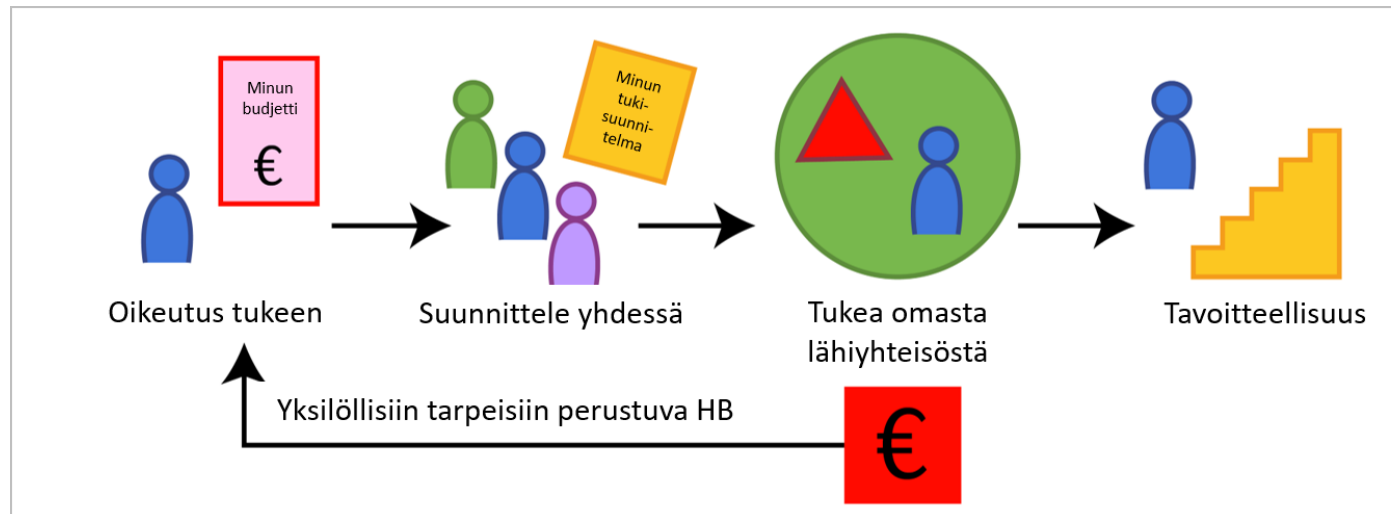 Minun
budjetti
€
Minun
tuki-
suunni-
telma
Oikeutus tukeen
Suunnittele yhdessä
Tukea omasta
lähiyhteisöstä
Tavoitteellisuus
Yksilöllisiin tarpeisiin perustuva HB
€